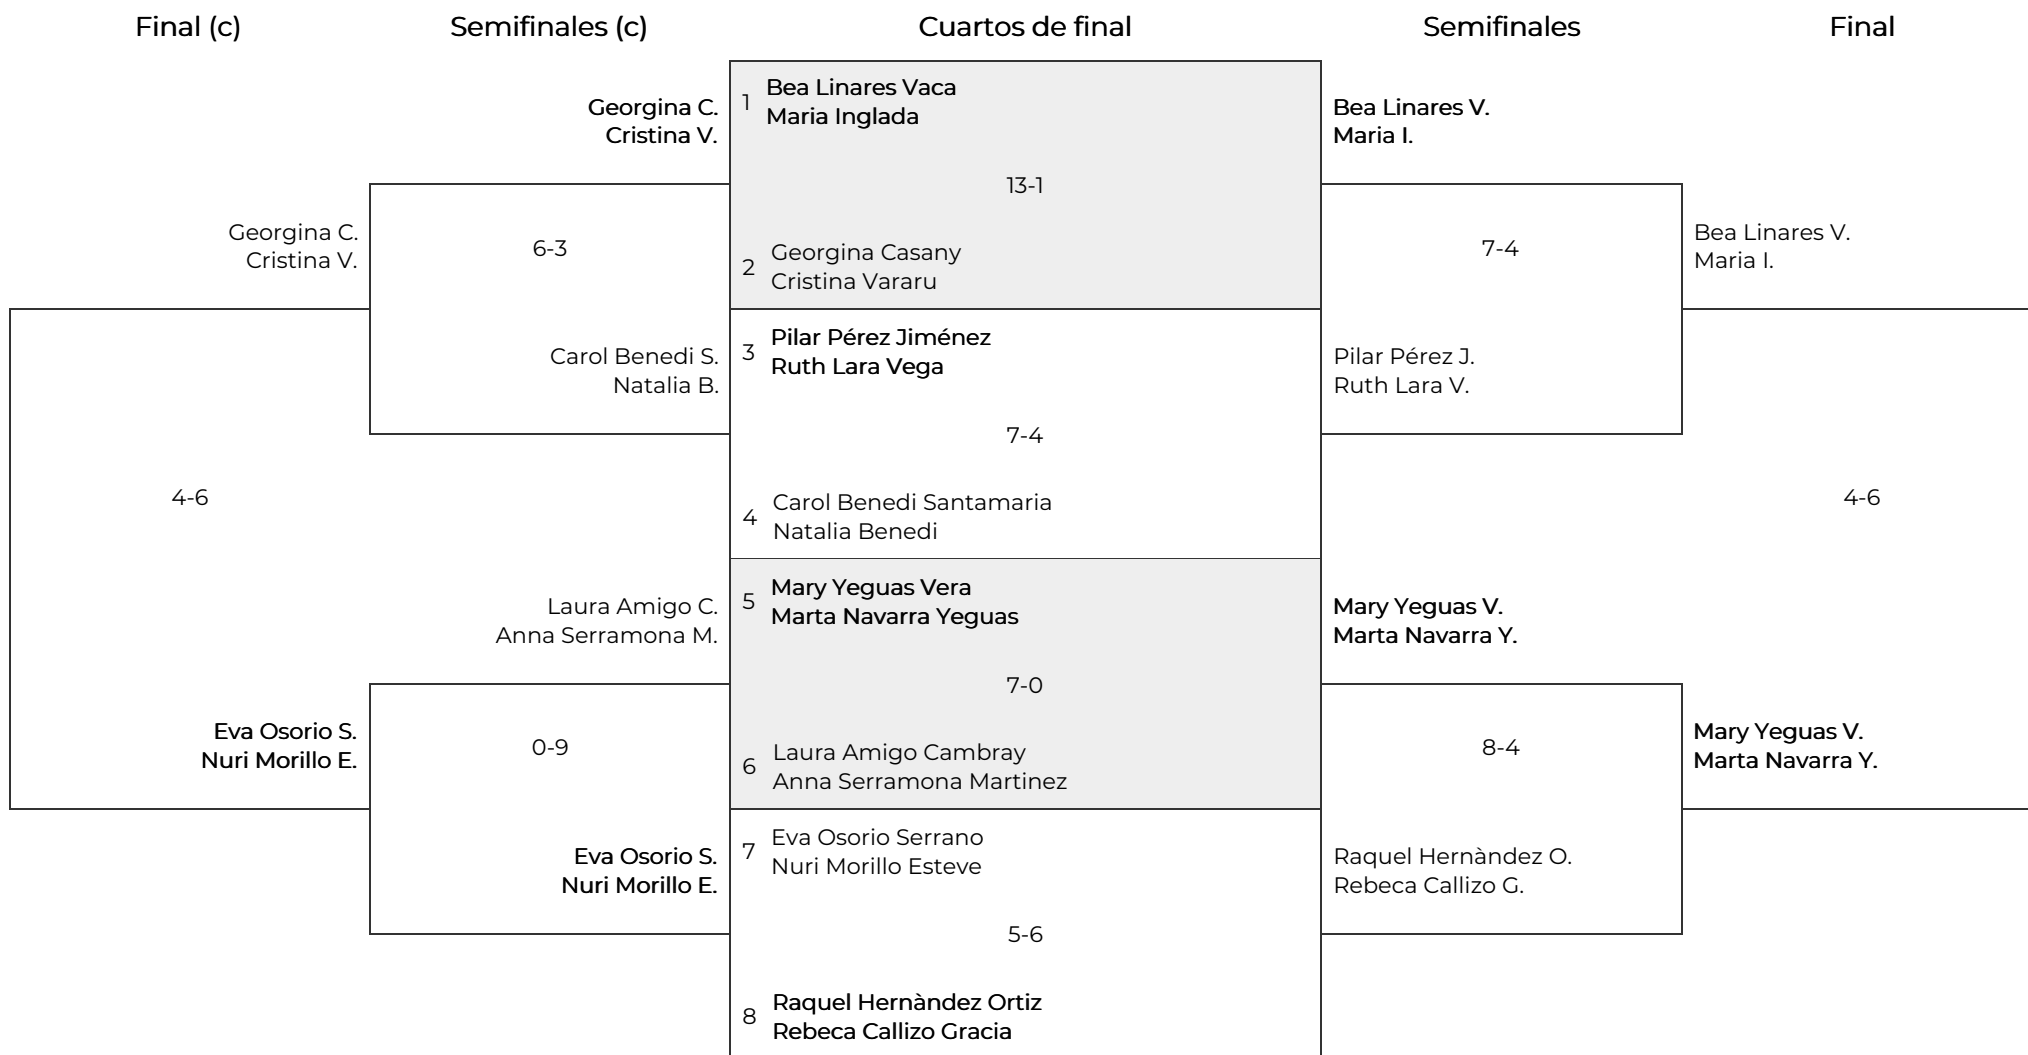 Final (c)
Semifinales (c)
Cuartos de final
Semifinales
Final
Georgina C.
Cristina V.
1
Bea Linares Vaca
Maria Inglada
Bea Linares V.
Maria I.
13-1
Georgina C.
Cristina V.
6-3
2
Georgina Casany
Cristina Vararu
7-4
Bea Linares V.
Maria I.
Carol Benedi S.
Natalia B.
3
Pilar Pérez Jiménez
Ruth Lara Vega
Pilar Pérez J.
Ruth Lara V.
7-4
4-6
4
Carol Benedi Santamaria
Natalia Benedi
4-6
Laura Amigo C.
Anna Serramona M.
5
Mary Yeguas Vera
Marta Navarra Yeguas
Mary Yeguas V.
Marta Navarra Y.
7-0
Eva Osorio S.
Nuri Morillo E.
0-9
6
Laura Amigo Cambray
Anna Serramona Martinez
8-4
Mary Yeguas V.
Marta Navarra Y.
Eva Osorio S.
Nuri Morillo E.
7
Eva Osorio Serrano
Nuri Morillo Esteve
Raquel Hernàndez O.
Rebeca Callizo G.
5-6
8
Raquel Hernàndez Ortiz
Rebeca Callizo Gracia